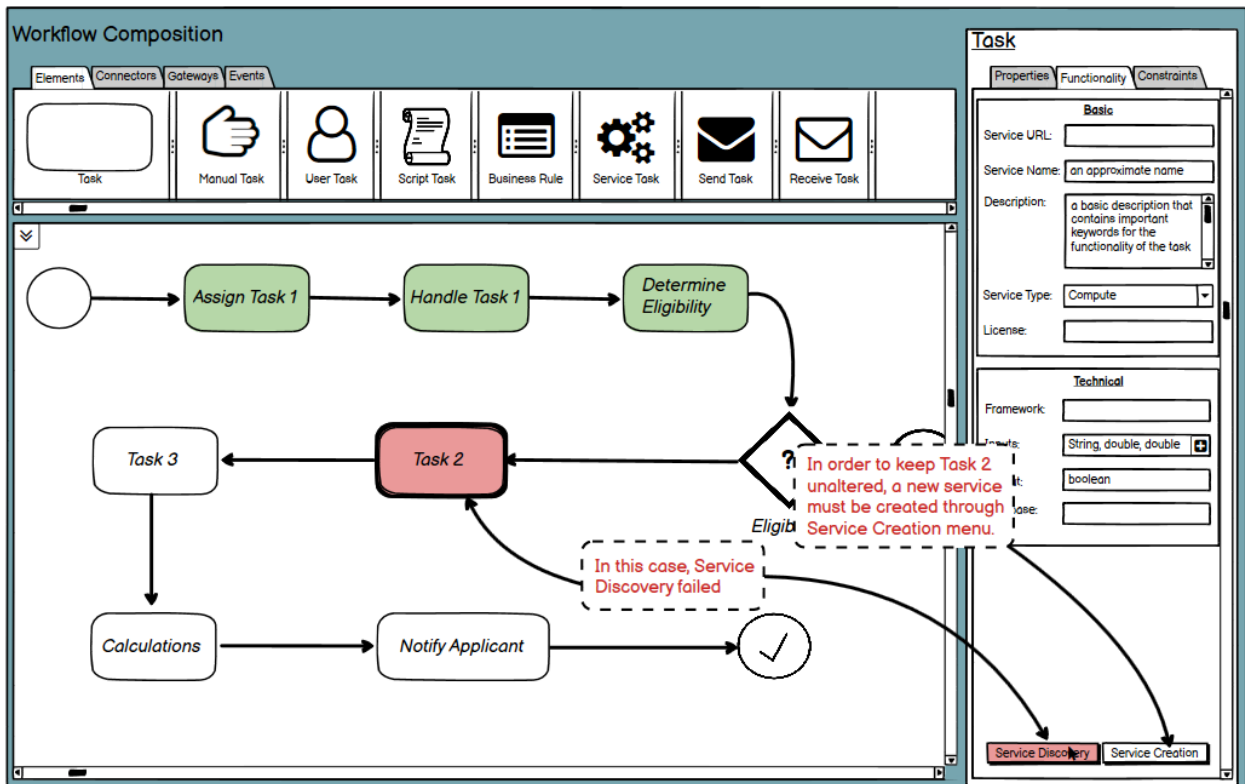 Workflow Composition
Elements
Connectors
Gateways
Events
Task
Manual Task
User Task
Script Task
Business Rule
Service Task
Send Task
Receive Task
Assign Task 1
Handle Task 1
Determine
Eligibility
Task 3
Task 2
?
In order to keep Task 2
unaltered, a new service
must be created through
Service Creation menu.
In this case, Service
Discovery failed
Calculations
Notify Applicant
Task
Properties
Functionality
Constraints
Basic
Service URL:
Service Name:
an approximate name
Description:
a basic description that
contains important
keywords for the
functionality of the task
Service Type:
Compute
License:
Technical
Framework:
String, double, double
boolean
Service Discovery
Service Creation